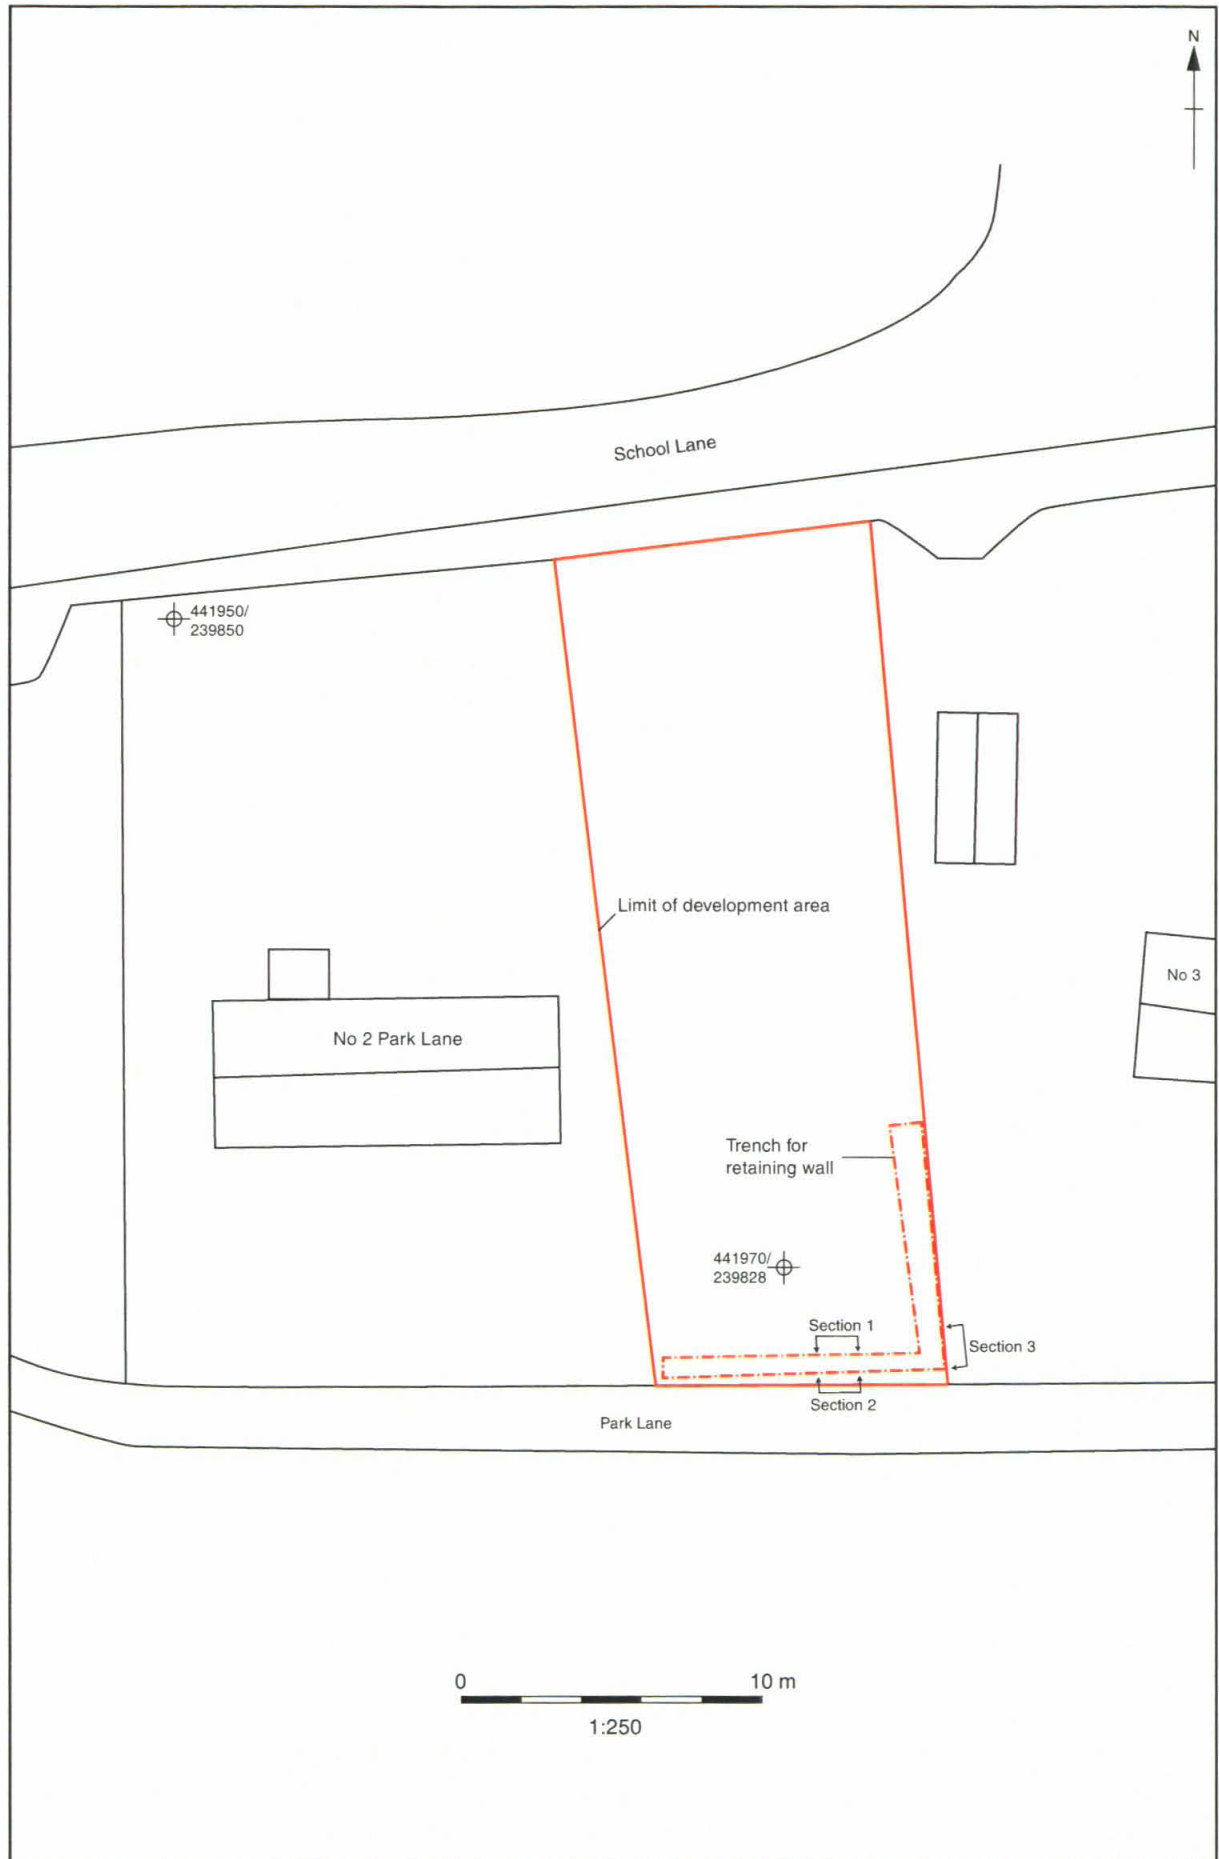 N
School Lane
441950/
239850
Limit of development area
No 3
No 2 Park Lane
Trench for
retaining wall
441970/
239828
Section 1
Section 3
Section 2
Park Lane
0 10 m
1:250